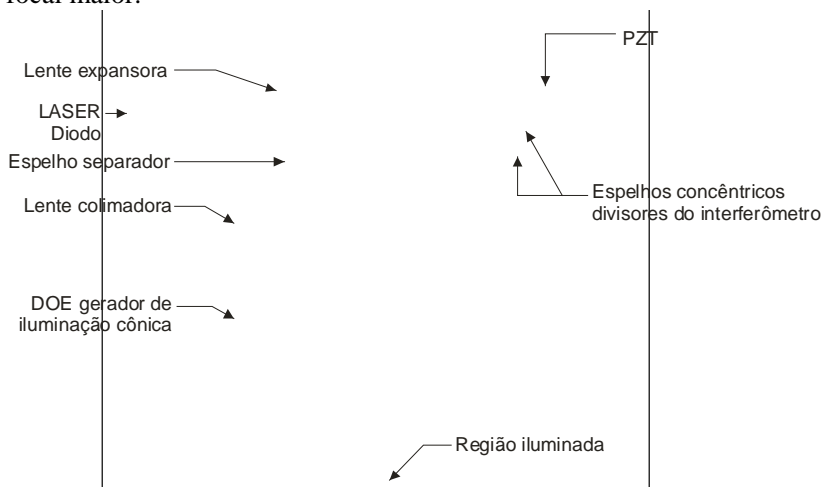 focal maior.
PZT
Lente expansora
LASER
Diodo
Espelho separador
Lente colimadora
Espelhos concêntricos
divisores do interferômetro
DOE gerador de
iluminação cônica
Região iluminada